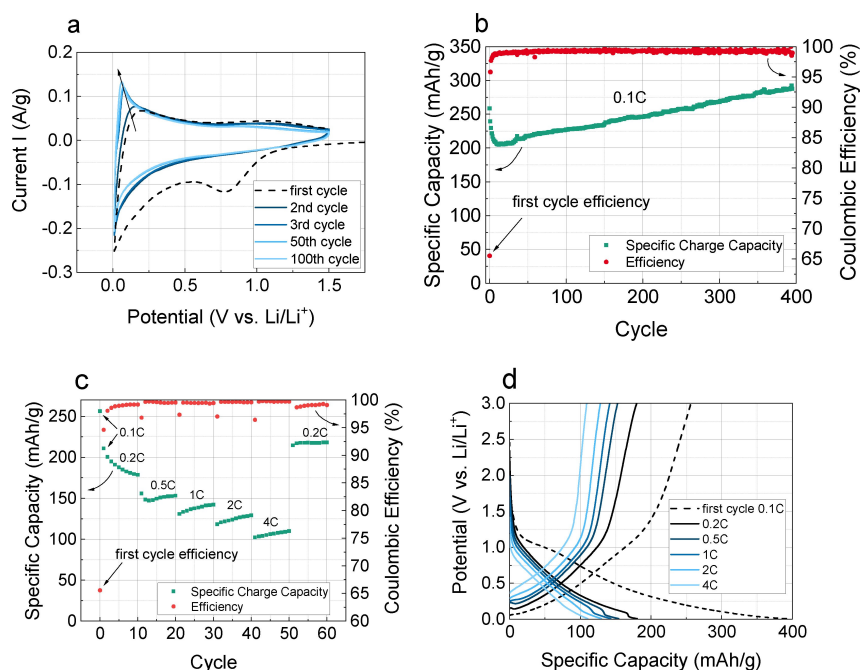 a
0.2
0.1
0.0
-0.1
-0.2
-0.3
Current I (A/g)
first cycle
2nd cycle
3rd cycle
50th cycle
100th cycle
0.0
0.5
1.0
1.5
Potential (V vs. Li/Li⁺)
b
350
300
250
200
150
100
50
0
Specific Capacity (mAh/g)
0.1C
first cycle efficiency
Specific Charge Capacity
Efficiency
100
95
90
85
80
75
70
65
Coulombic Efficiency (%)
0
100
200
300
400
Cycle
c
250
200
150
100
50
0
Specific Capacity (mAh/g)
0.1C
0.2C
0.5C
1C
2C
4C
0.2C
first cycle efficiency
Specific Charge Capacity
Efficiency
100
95
90
85
80
75
70
65
60
Coulombic Efficiency (%)
0
10
20
30
40
50
60
Cycle
d
3.0
2.5
2.0
1.5
1.0
0.5
0.0
Potential (V vs. Li/Li⁺)
first cycle 0.1C
0.2C
0.5C
1C
2C
4C
0
100
200
300
400
Specific Capacity (mAh/g)